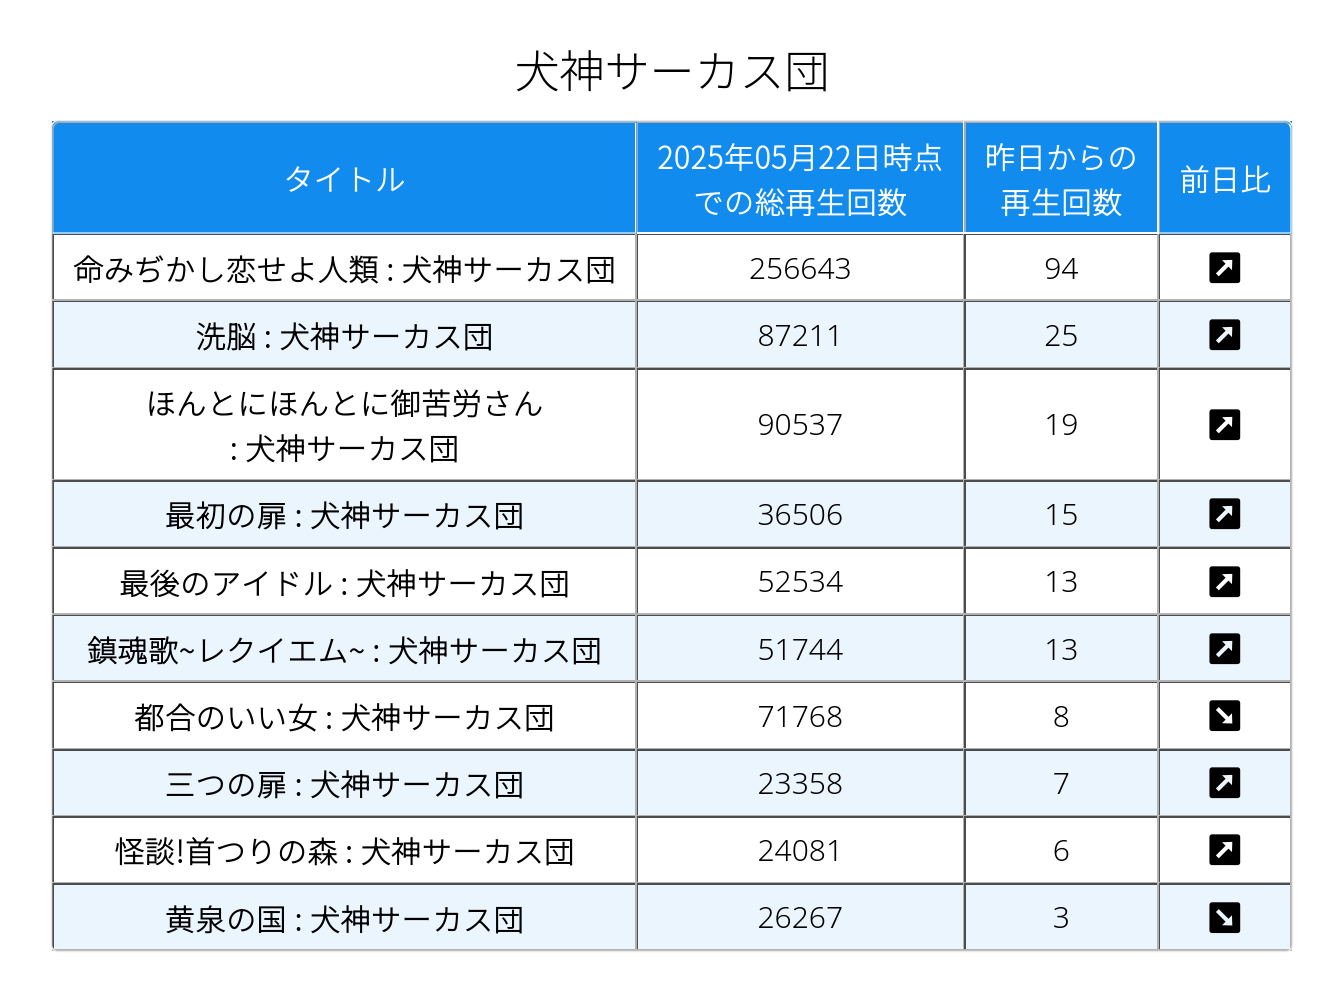 犬神サーカス団
タイトル
2025年05月22日時点
での総再生回数
昨日からの
再生回数
前日比
命みぢかし恋せよ人類 : 犬神サーカス団
256643
94
洗脳 : 犬神サーカス団
87211
25
ほんとにほんとに御苦労さん
: 犬神サーカス団
90537
19
最初の扉 : 犬神サーカス団
36506
15
最後のアイドル : 犬神サーカス団
52534
13
鎮魂歌~レクイエム~ : 犬神サーカス団
51744
13
都合のいい女 : 犬神サーカス団
71768
8
三つの扉 : 犬神サーカス団
23358
7
怪談!首つりの森 : 犬神サーカス団
24081
6
黄泉の国 : 犬神サーカス団
26267
3